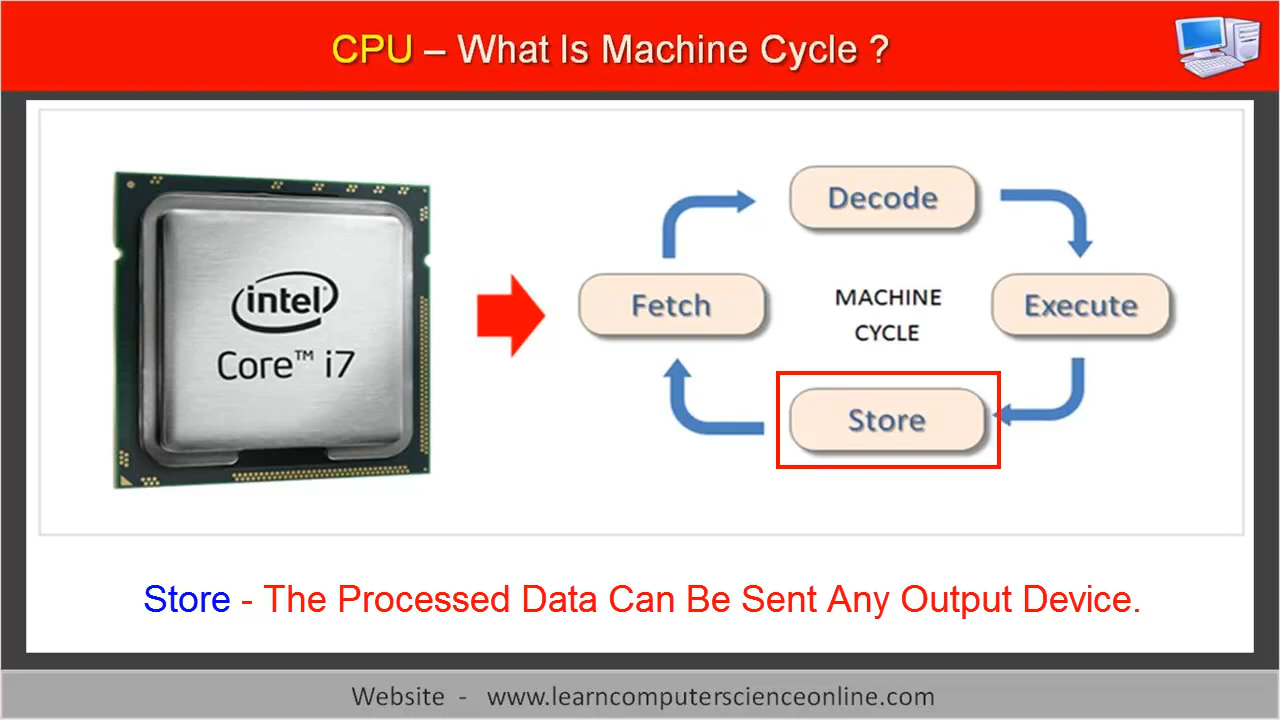 CPU – What Is Machine Cycle ?
intel
Core™ i7
Decode
Fetch
MACHINE
CYCLE
Execute
Store
Store - The Processed Data Can Be Sent Any Output Device.
Website - www.learncomputerscienceonline.com